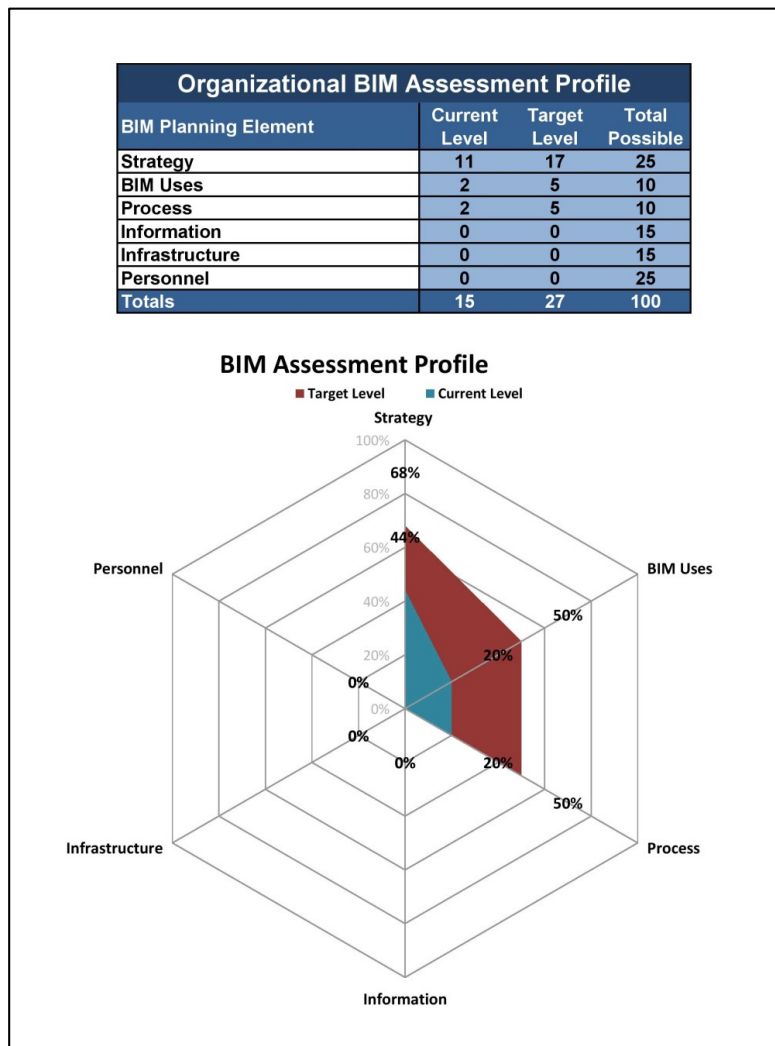 Organizational BIM Assessment Profile
BIM Planning Element Current Level Target Level Total Possible
Strategy 11 17 25
BIM Uses 2 5 10
Process 2 5 10
Information 0 0 15
Infrastructure 0 0 15
Personnel 0 0 25
Totals 15 27 100
BIM Assessment Profile
Target Level Current Level
Strategy
100%
68%
80%
44%
60%
Personnel BIM Uses
40% 50%
20% 20%
0%
0%
0%
0% 20%
50%
Infrastructure Process
Information